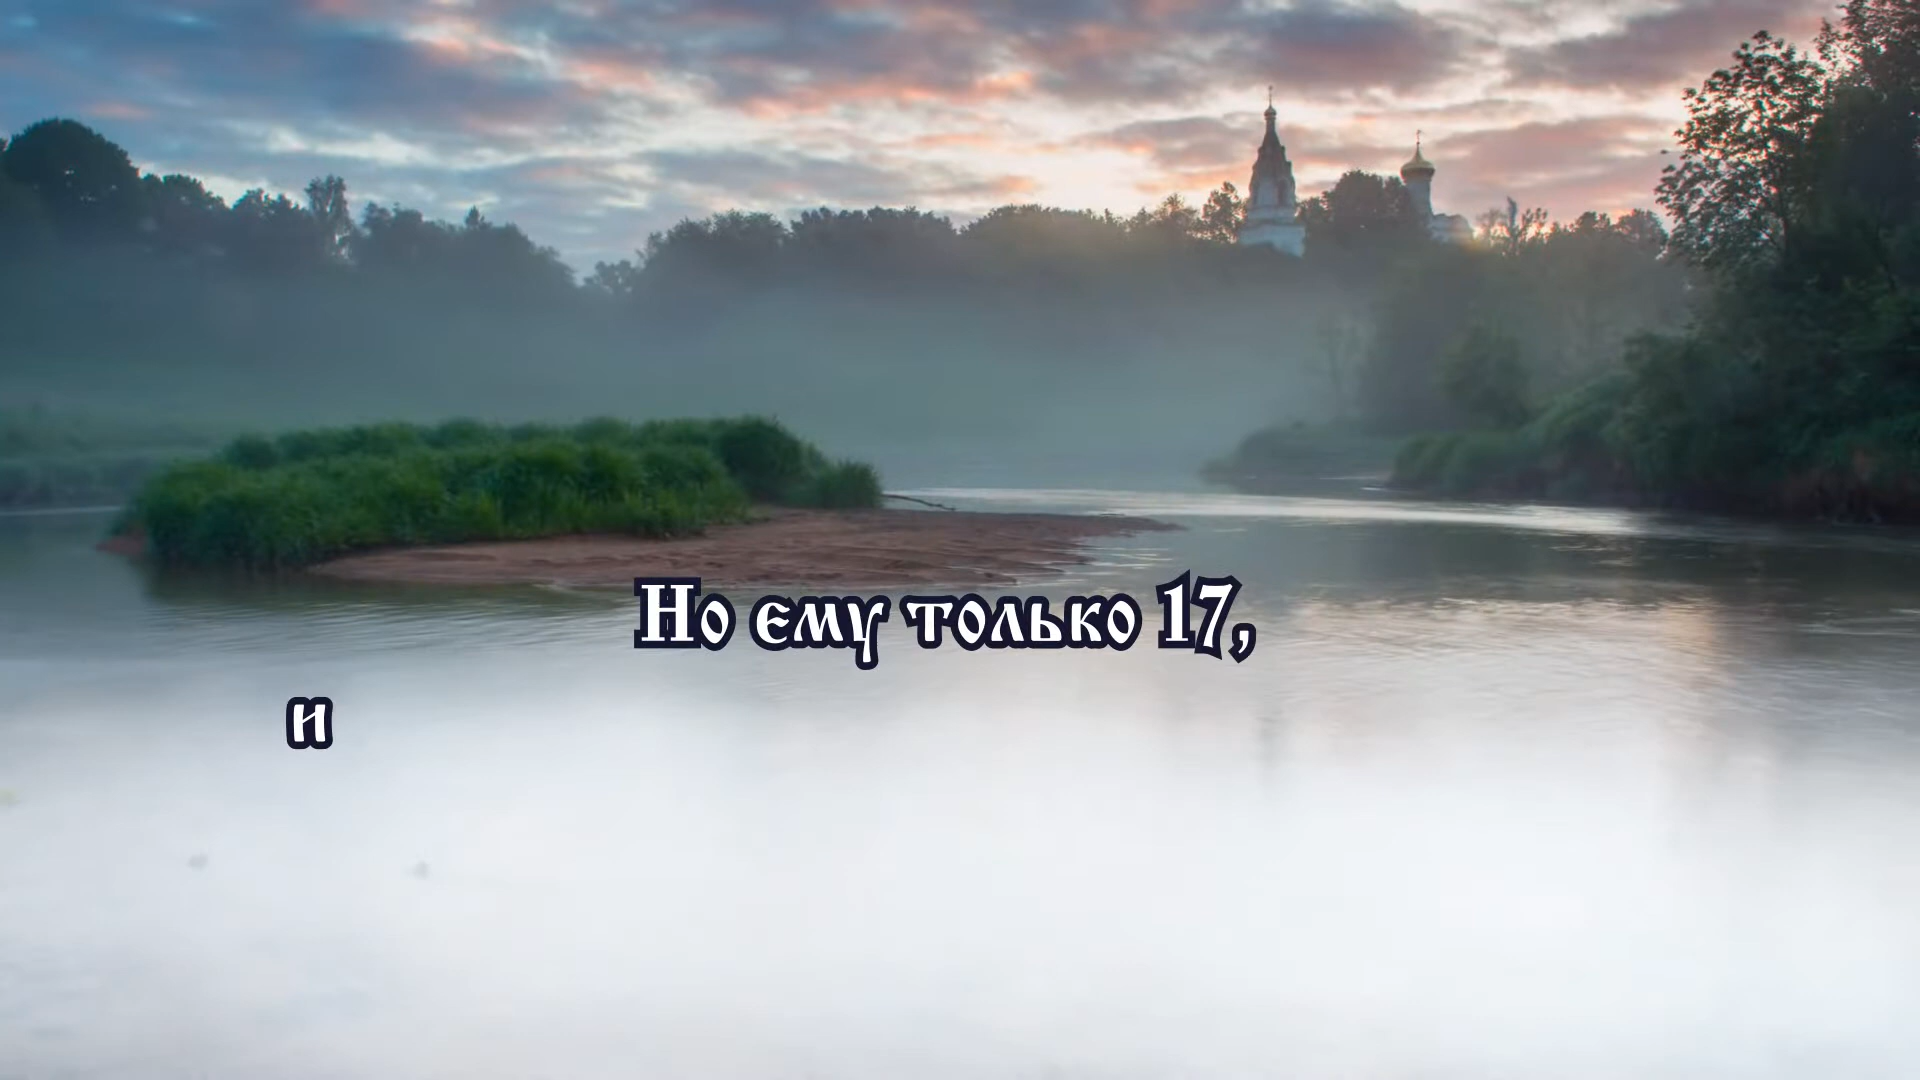 Но ему только 17,
и